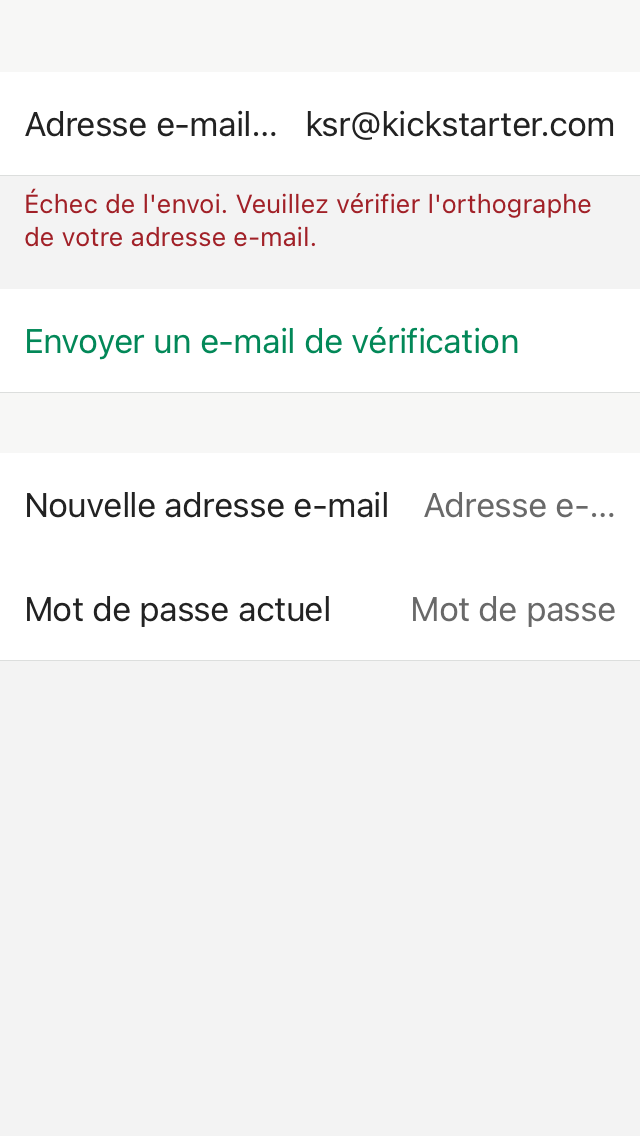 Adresse e-mail... ksr@kickstarter.com
Échec de l'envoi. Veuillez vérifier l'orthographe
de votre adresse e-mail.
Envoyer un e-mail de vérification
Nouvelle adresse e-mail Adresse e-...
Mot de passe actuel Mot de passe